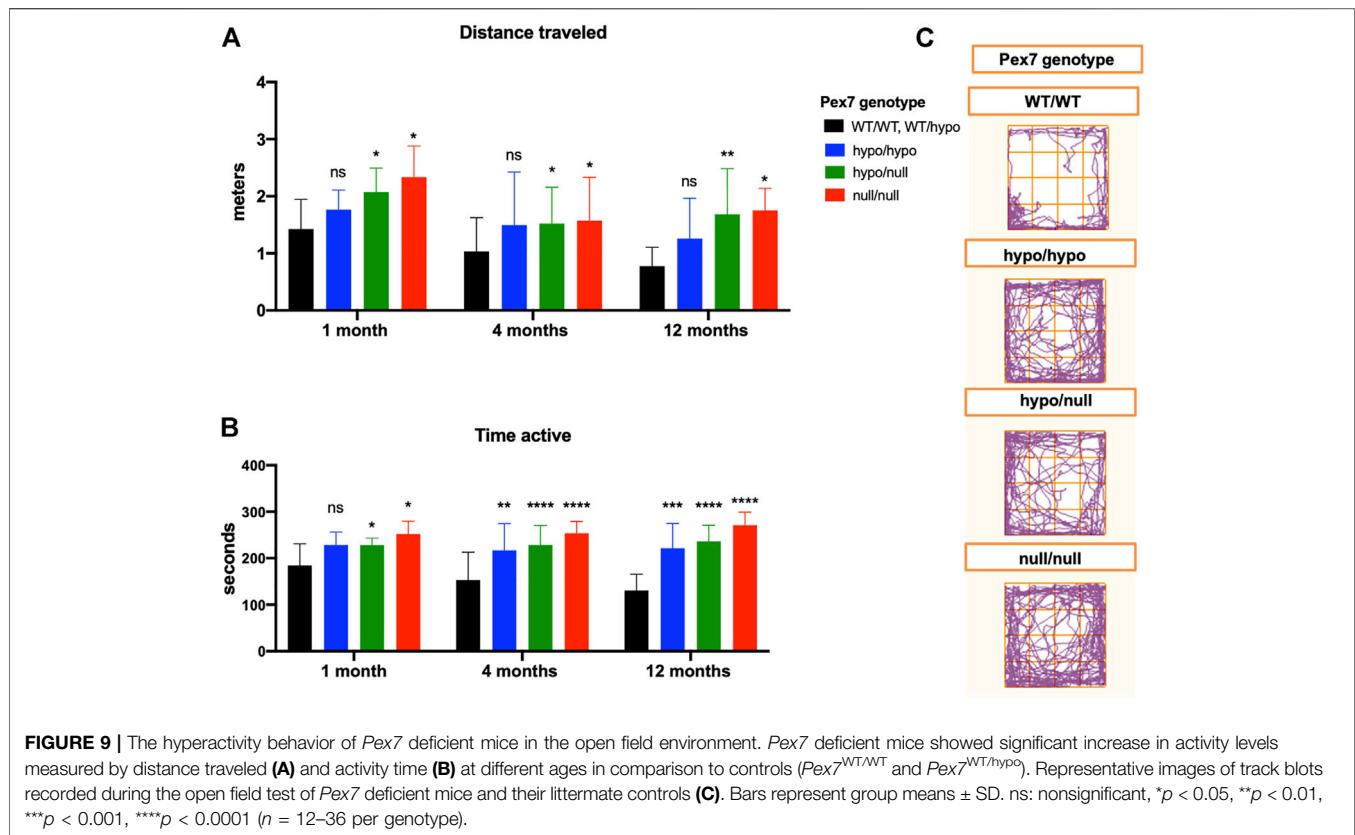 A
Distance traveled
4
3
2
1
0
meters
ns
*
*
ns
*
*
ns
**
*
1 month
4 months
12 months
Pex7 genotype
WT/WT, WT/hypo
hypo/hypo
hypo/null
null/null
B
Time active
400
300
200
100
0
seconds
ns
*
*
**
****
****
***
****
****
1 month
4 months
12 months
C
Pex7 genotype
WT/WT
hypo/hypo
hypo/null
null/null
FIGURE 9 | The hyperactivity behavior of Pex7 deficient mice in the open field environment. Pex7 deficient mice showed significant increase in activity levels
measured by distance traveled (A) and activity time (B) at different ages in comparison to controls (Pex7WT/WT and Pex7WT/hypo). Representative images of track blots
recorded during the open field test of Pex7 deficient mice and their littermate controls (C). Bars represent group means ± SD. ns: nonsignificant, *p < 0.05, **p < 0.01,
***p < 0.001, ****p < 0.0001 (n = 12–36 per genotype).